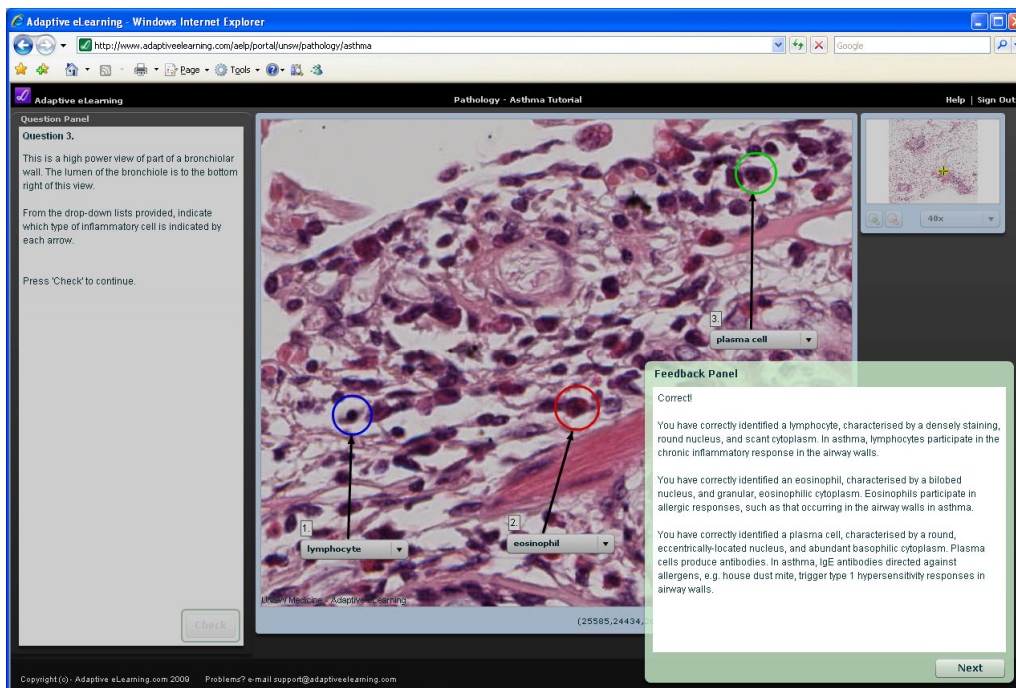 Adaptive eLearning - Windows Internet Explorer
http://www.adaptiveelearning.com/aelp/portal/unsw/pathology/asthma
Google
Page
Tools
Adaptive eLearning
Pathology - Asthma Tutorial
Help | Sign Out
Question Panel
Question 3.
This is a high power view of part of a bronchiolar
wall. The lumen of the bronchiole is to the bottom
right of this view.
From the drop-down lists provided, indicate
which type of inflammatory cell is indicated by
each arrow.
Press 'Check' to continue.
Check
40x
3.
plasma cell
1.
lymphocyte
2.
eosinophil
UNSW Medicine - Adaptive eLearning
(25585,24434,
Feedback Panel
Correct!
You have correctly identified a lymphocyte, characterised by a densely staining,
round nucleus, and scant cytoplasm. In asthma, lymphocytes participate in the
chronic inflammatory response in the airway walls.
You have correctly identified an eosinophil, characterised by a bilobed
nucleus, and granular, eosinophilic cytoplasm. Eosinophils participate in
allergic responses, such as that occurring in the airway walls in asthma.
You have correctly identified a plasma cell, characterised by a round,
eccentrically-located nucleus, and abundant basophilic cytoplasm. Plasma
cells produce antibodies. In asthma, IgE antibodies directed against
allergens, e.g. house dust mite, trigger type 1 hypersensitivity responses in
airway walls.
Next
Copyright (c) - Adaptive eLearning.com 2009
Problems? e-mail support@adaptiveelearning.com